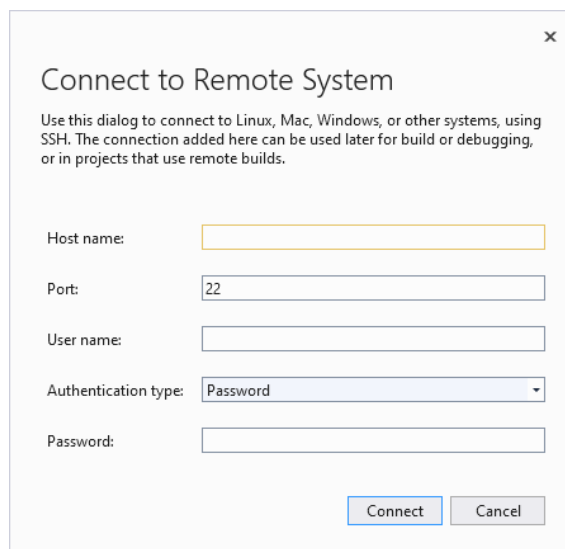 Connect to Remote System
Use this dialog to connect to Linux, Mac, Windows, or other systems, using
SSH. The connection added here can be used later for build or debugging,
or in projects that use remote builds.
Host name:
Port: 22
User name:
Authentication type: Password
Password:
Connect Cancel